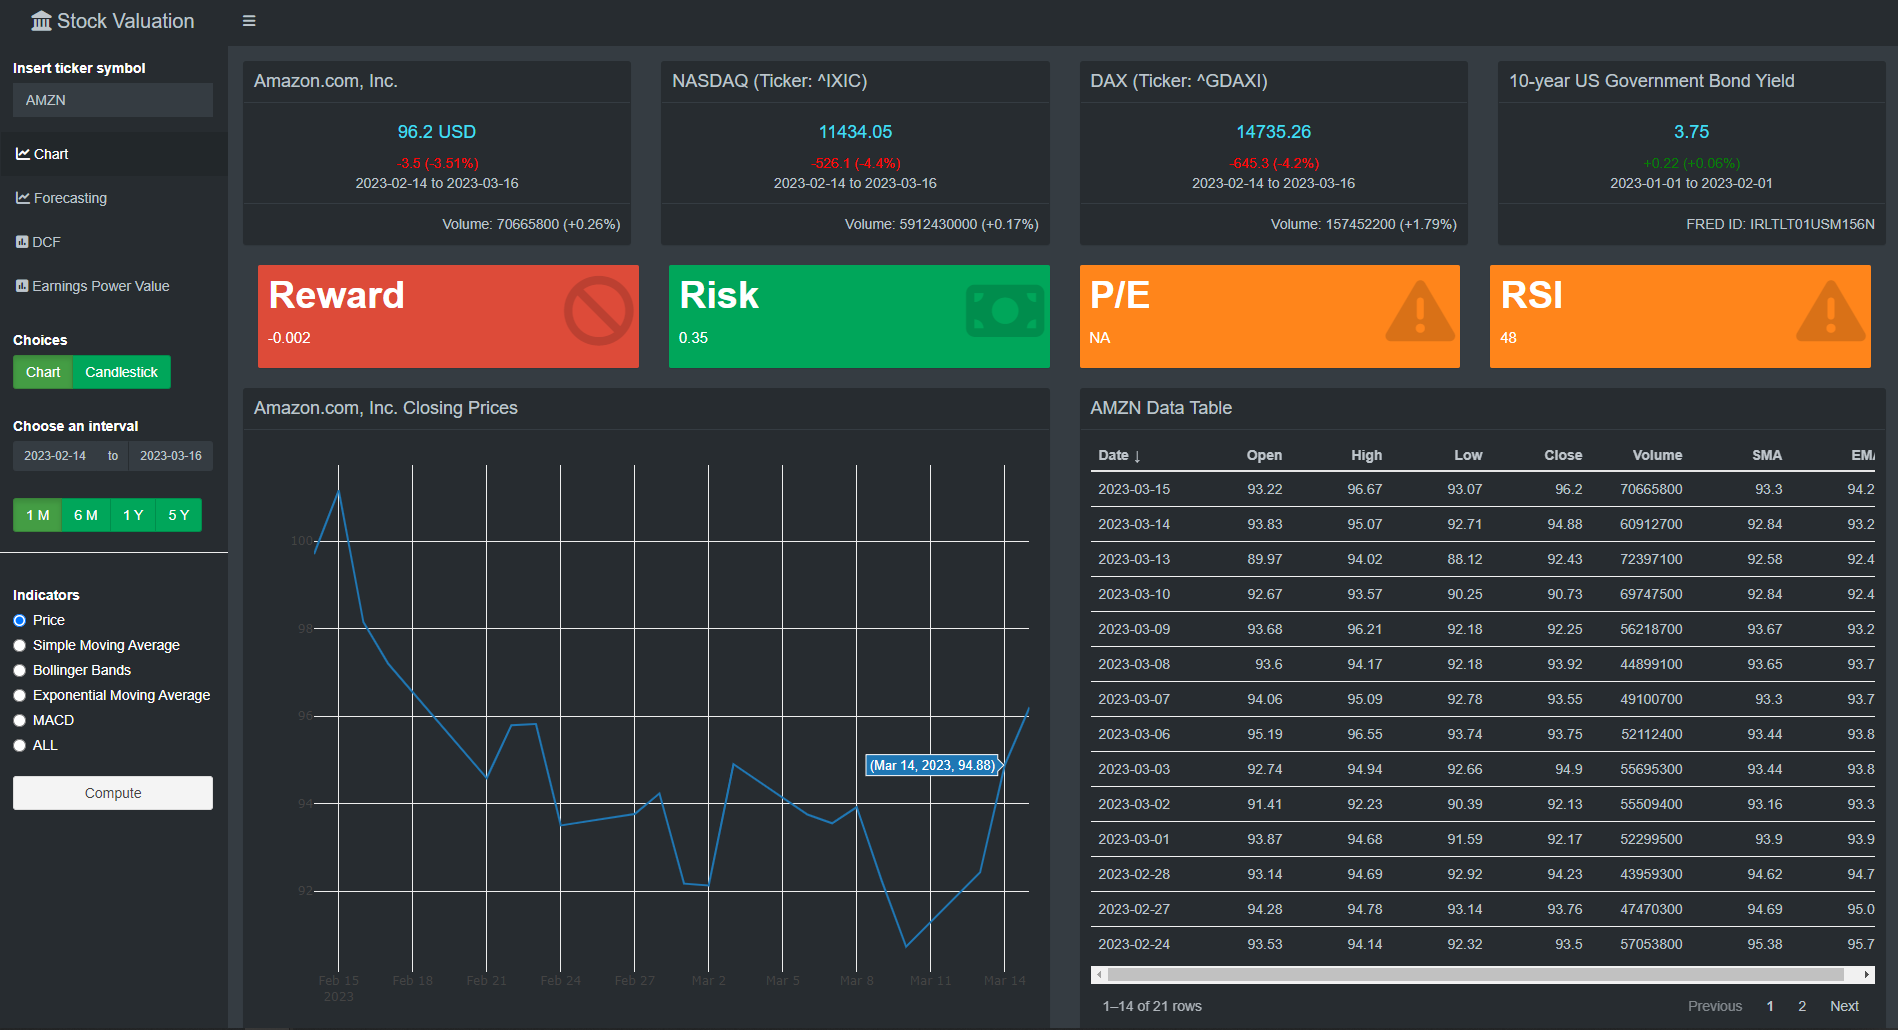 Stock Valuation
Insert ticker symbol
AMZN
Chart
Forecasting
DCF
Earnings Power Value
Choices
Chart Candlestick
Choose an interval
2023-02-14 to 2023-03-16
1 M 6 M 1 Y 5 Y
Indicators
Price
Simple Moving Average
Bollinger Bands
Exponential Moving Average
MACD
ALL
Compute
Amazon.com, Inc.
96.2 USD
-3.5 (-3.51%)
2023-02-14 to 2023-03-16
Volume: 70665800 (+0.26%)
NASDAQ (Ticker: ^IXIC)
11434.05
-526.1 (-4.4%)
2023-02-14 to 2023-03-16
Volume: 5912430000 (+0.17%)
DAX (Ticker: ^GDAXI)
14735.26
-645.3 (-4.2%)
2023-02-14 to 2023-03-16
Volume: 157452200 (+1.79%)
10-year US Government Bond Yield
3.75
+0.22 (+0.06%)
2023-01-01 to 2023-02-01
FRED ID: IRLTLT01USM156N
Reward
-0.002
Risk
0.35
P/E
NA
RSI
48
Amazon.com, Inc. Closing Prices
100
98
96
94
92
(Mar 14, 2023, 94.88)
Feb 15 Feb 18 Feb 21 Feb 24 Feb 27 Mar 2 Mar 5 Mar 8 Mar 11 Mar 14
2023
AMZN Data Table
Date ↓ Open High Low Close Volume SMA EMA
2023-03-15 93.22 96.67 93.07 96.2 70665800 93.3 94.2
2023-03-14 93.83 95.07 92.71 94.88 60912700 92.84 93.2
2023-03-13 89.97 94.02 88.12 92.43 72397100 92.58 92.4
2023-03-10 92.67 93.57 90.25 90.73 69747500 92.84 92.4
2023-03-09 93.68 96.21 92.18 92.25 56218700 93.67 93.2
2023-03-08 93.6 94.17 92.18 93.92 44899100 93.65 93.7
2023-03-07 94.06 95.09 92.78 93.55 49100700 93.3 93.7
2023-03-06 95.19 96.55 93.74 93.75 52112400 93.44 93.8
2023-03-03 92.74 94.94 92.66 94.9 55695300 93.44 93.8
2023-03-02 91.41 92.23 90.39 92.13 55509400 93.16 93.3
2023-03-01 93.87 94.68 91.59 92.17 52299500 93.9 93.9
2023-02-28 93.14 94.69 92.92 94.23 43959300 94.62 94.7
2023-02-27 94.28 94.78 93.14 93.76 47470300 94.69 95.0
2023-02-24 93.53 94.14 92.32 93.5 57053800 95.38 95.7
1–14 of 21 rows
Previous 1 2 Next